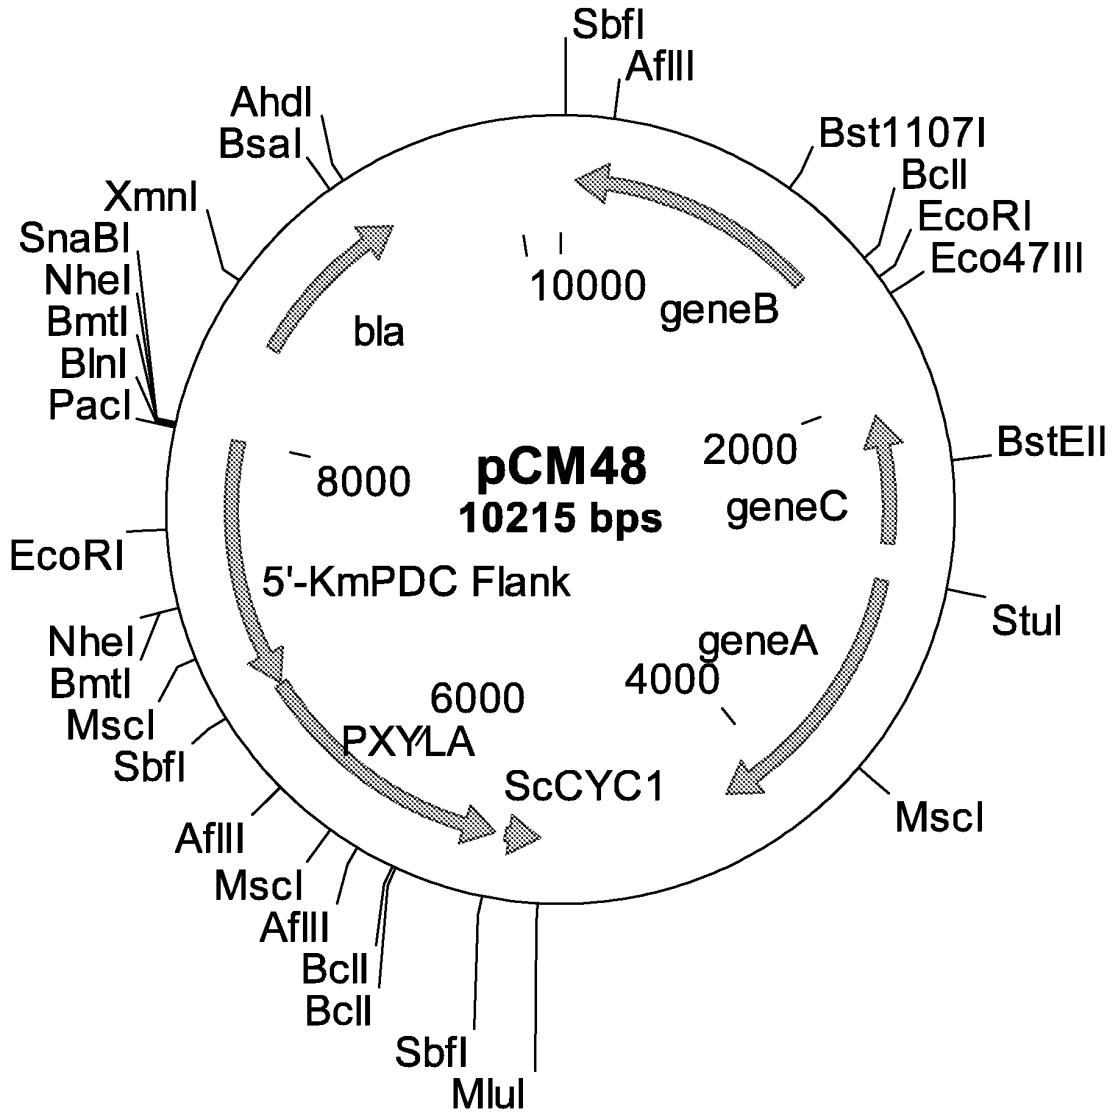 SbfI
AflII
AhdI
BsaI
Bst1107I
BclI
XmnI
EcoRI
SnaBI
Eco47III
NheI
10000
geneB
BmtI
bla
BlnI
PacI
BstEII
2000
pCM48
8000
geneC
10215 bps
EcoRI
5'-KmPDC Flank
StuI
NheI
geneA
BmtI
4000
6000
MscI
PXYLA
SbfI
ScCYC1
MscI
AflII
MscI
AflII
BclI
BclI
SbfI
MluI